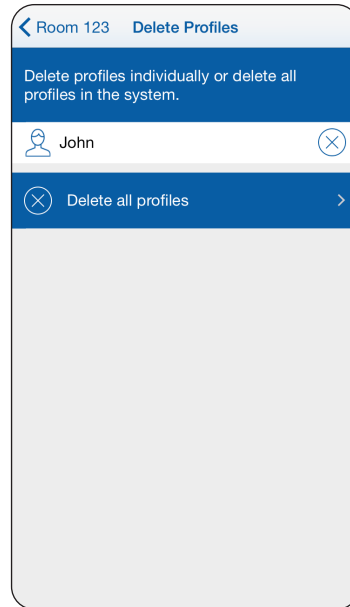 Room 123 Delete Profiles
Delete profiles individually or delete all
profiles in the system.
John
Delete all profiles